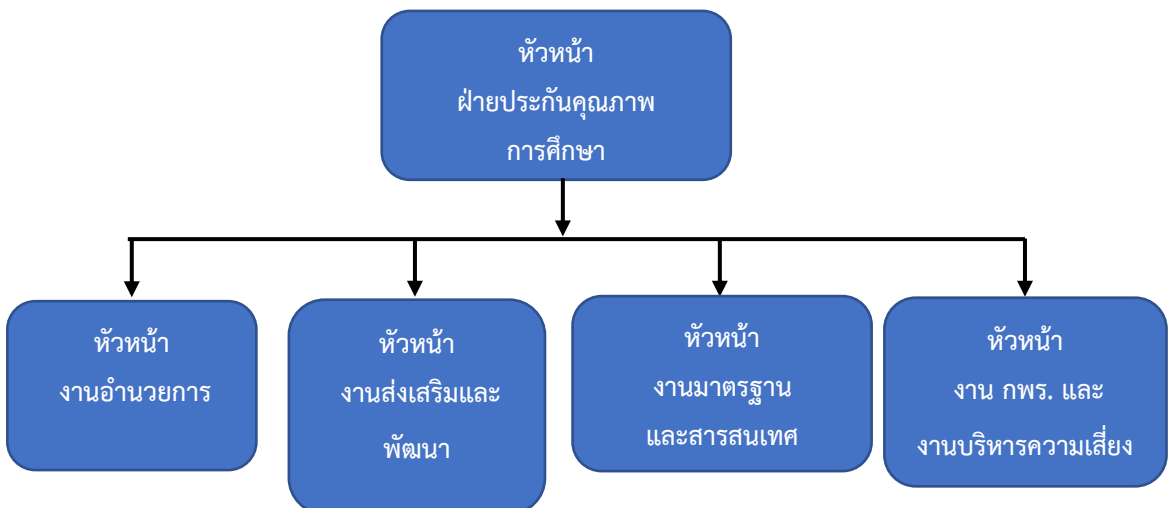 หัวหน้า
ฝ่ายประกันคุณภาพ
การศึกษา
หัวหน้า
งานอำนวยการ
หัวหน้า
งานส่งเสริมและ
พัฒนา
หัวหน้า
งานมาตรฐาน
และสารสนเทศ
หัวหน้า
งาน กพร. และ
งานบริหารความเสี่ยง